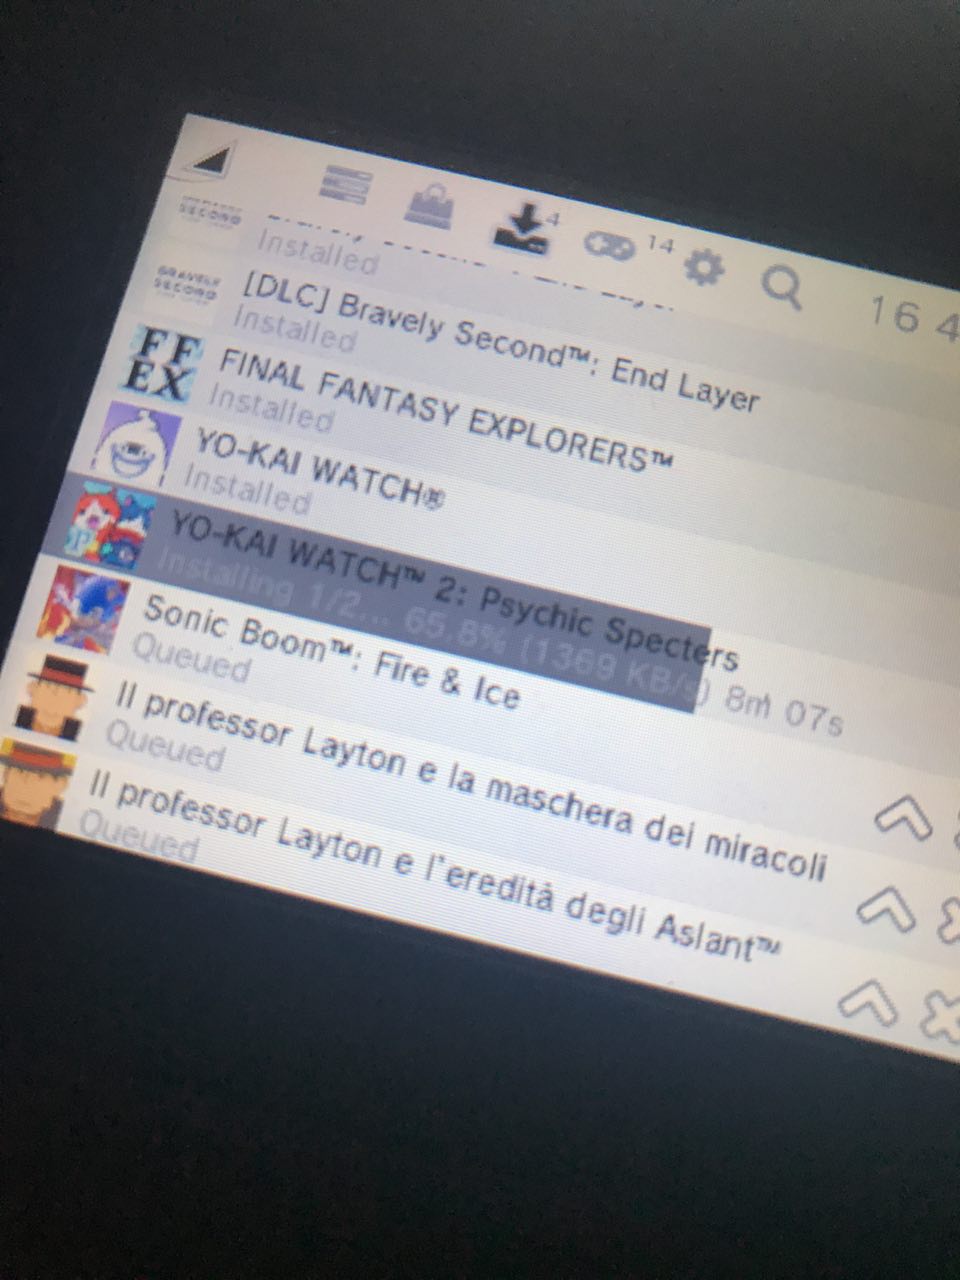 4
14
16 4
SECOND
Installed
BRAVELY
SECOND
[DLC] Bravely Second™: End Layer
Installed
FF
EX
FINAL FANTASY EXPLORERS™
Installed
YO-KAI WATCH®
Installed
YO-KAI WATCH™ 2: Psychic Specters
Installing 1/2... 65.8% (1369 KB/s) 8m 07s
Sonic Boom™: Fire & Ice
Queued
Il professor Layton e la maschera dei miracoli
Queued
Il professor Layton e l'eredità degli Aslant™
Queued